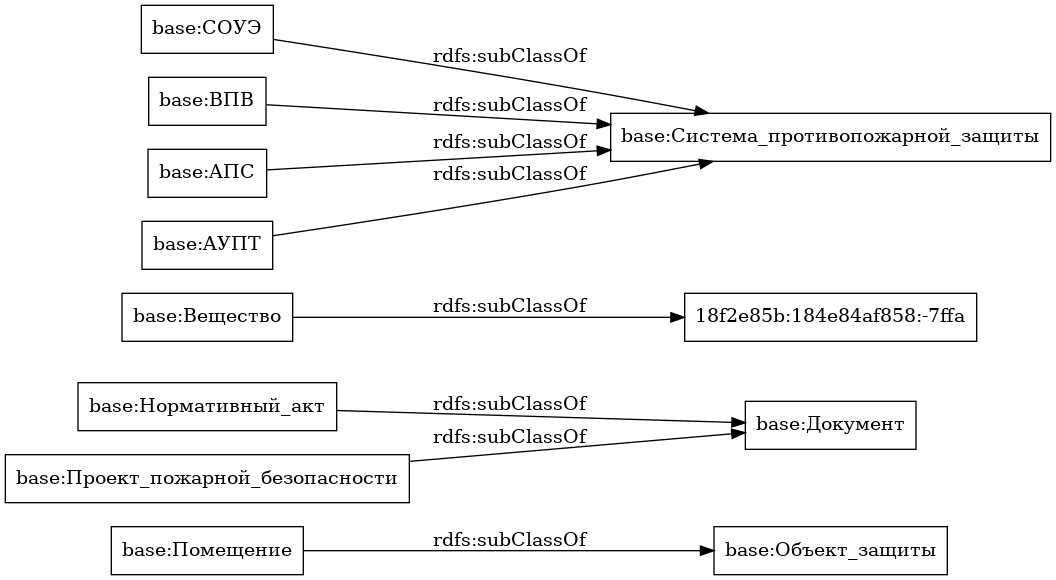 base:СОУЭ
rdfs:subClassOf
base:ВПВ
rdfs:subClassOf
base:Система_противопожарной_защиты
rdfs:subClassOf
base:АПС
rdfs:subClassOf
base:АУПТ
rdfs:subClassOf
base:Вещество
18f2e85b:184e84af858:-7ffa
rdfs:subClassOf
base:Нормативный_акт
base:Документ
rdfs:subClassOf
base:Проект_пожарной_безопасности
rdfs:subClassOf
base:Помещение
base:Объект_защиты